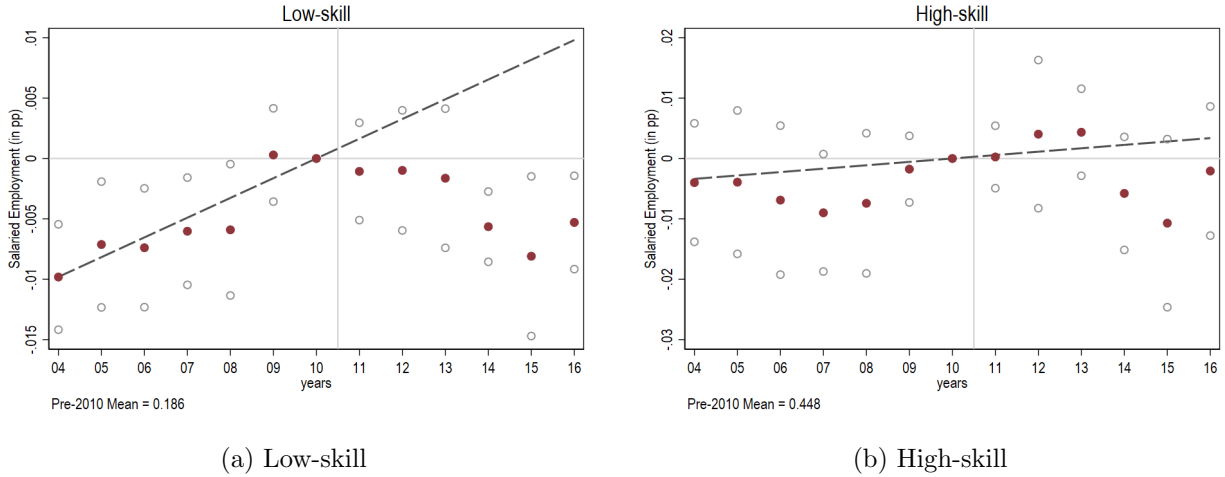 Low-skill
Salaried Employment (in pp)
.01
.005
0
-.005
-.01
-.015
04 05 06 07 08 09 10 11 12 13 14 15 16
years
Pre-2010 Mean = 0.186
(a) Low-skill
High-skill
Salaried Employment (in pp)
.02
.01
0
-.01
-.02
-.03
04 05 06 07 08 09 10 11 12 13 14 15 16
years
Pre-2010 Mean = 0.448
(b) High-skill